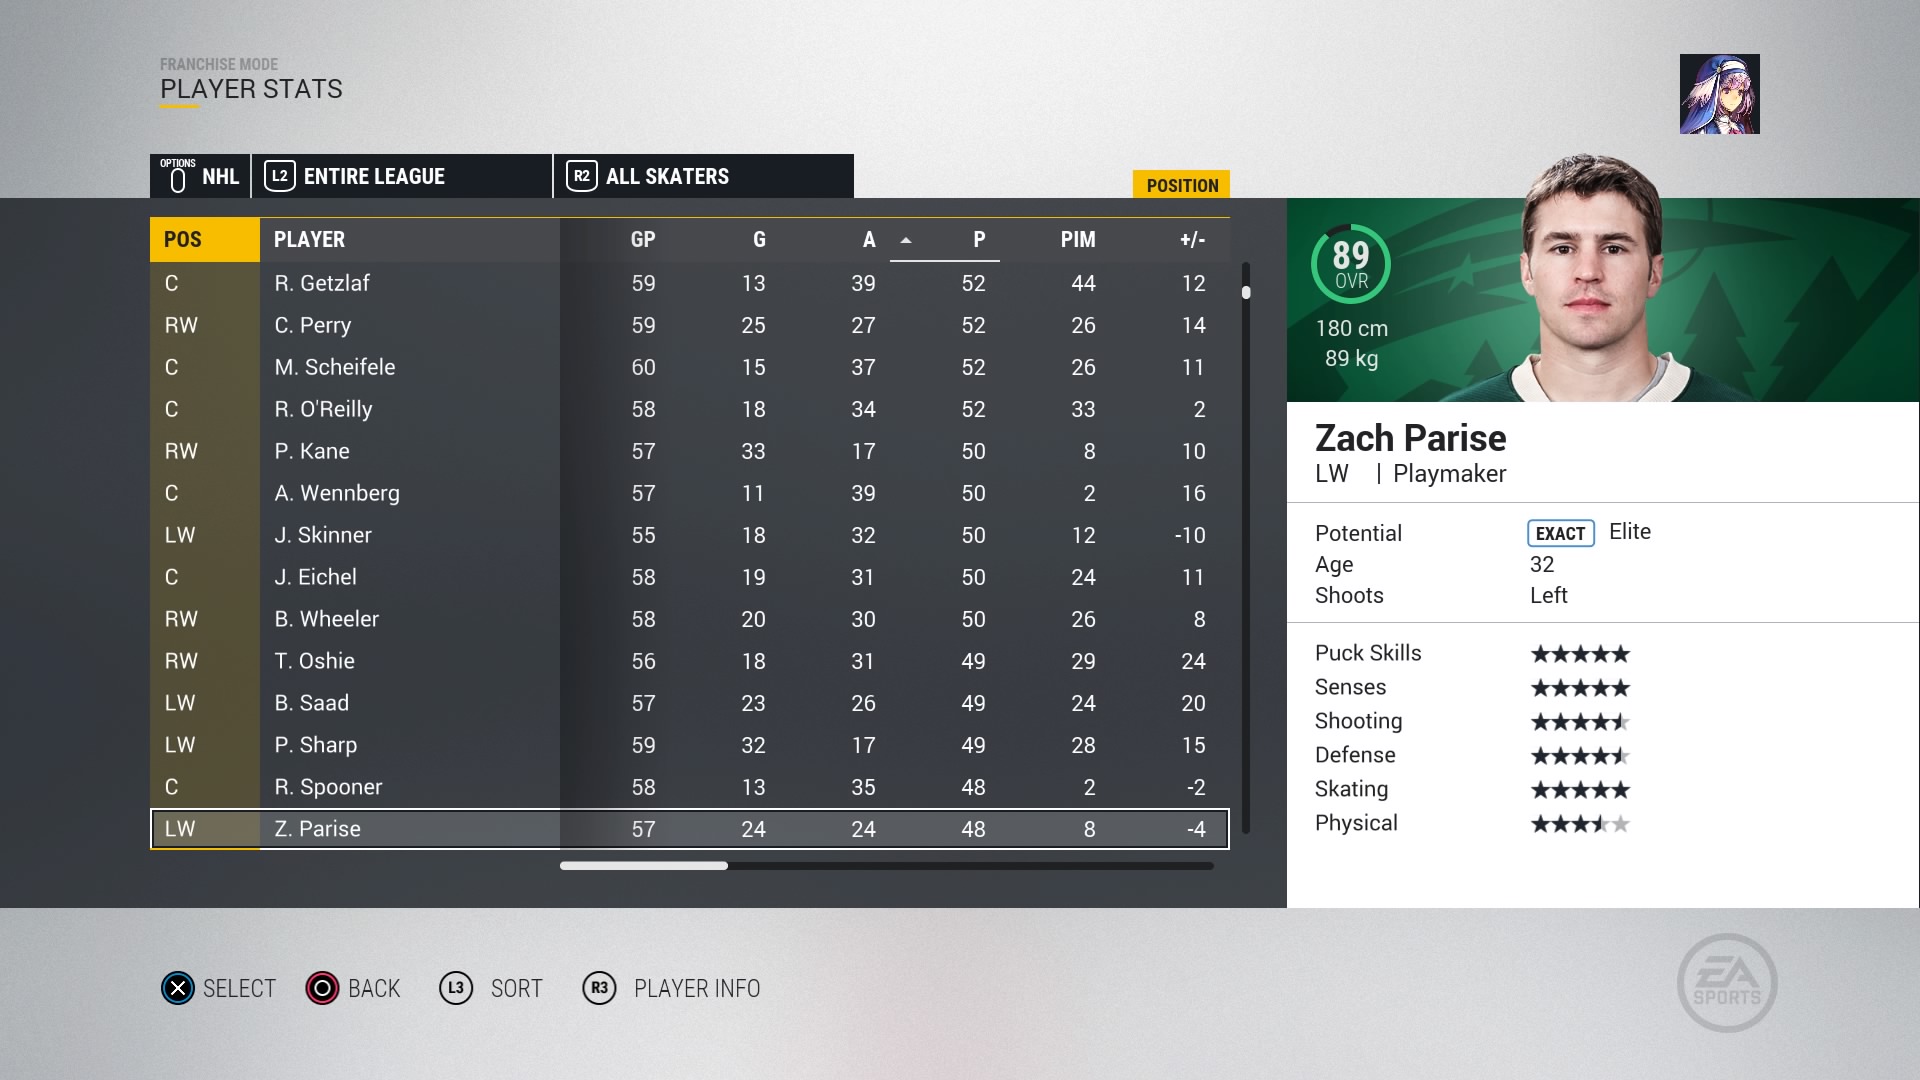 FRANCHISE MODE
PLAYER STATS
OPTIONS NHL L2 ENTIRE LEAGUE R2 ALL SKATERS
POSITION
POS PLAYER GP G A P PIM +/-
C R. Getzlaf 59 13 39 52 44 12
RW C. Perry 59 25 27 52 26 14
C M. Scheifele 60 15 37 52 26 11
C R. O'Reilly 58 18 34 52 33 2
RW P. Kane 57 33 17 50 8 10
C A. Wennberg 57 11 39 50 2 16
LW J. Skinner 55 18 32 50 12 -10
C J. Eichel 58 19 31 50 24 11
RW B. Wheeler 58 20 30 50 26 8
RW T. Oshie 56 18 31 49 29 24
LW B. Saad 57 23 26 49 24 20
LW P. Sharp 59 32 17 49 28 15
C R. Spooner 58 13 35 48 2 -2
LW Z. Parise 57 24 24 48 8 -4
89
OVR
180 cm
89 kg
Zach Parise
LW | Playmaker
Potential EXACT Elite
Age 32
Shoots Left
Puck Skills
Senses
Shooting
Defense
Skating
Physical
SELECT BACK L3 SORT R3 PLAYER INFO
EA
SPORTS